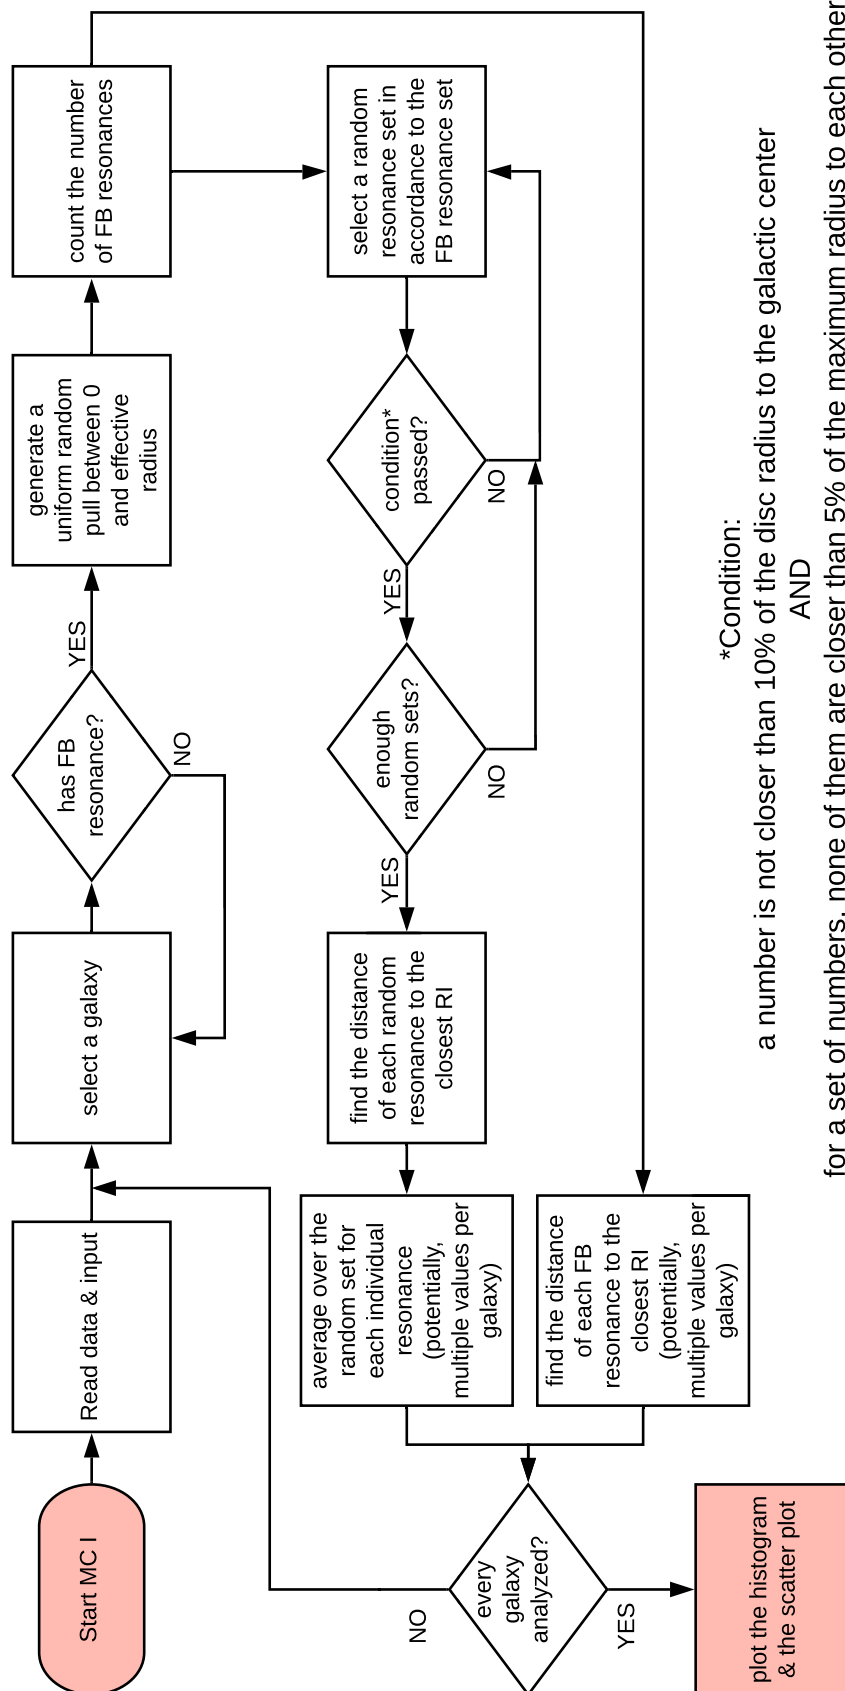 Start MC I
Read data & input
select a galaxy
has FB
resonance?
YES
NO
generate a
uniform random
pull between 0
and effective
radius
count the number
of FB resonances
select a random
resonance set in
accordance to the
FB resonance set
condition*
passed?
NO
YES
enough
random sets?
NO
YES
find the distance
of each random
resonance to the
closest RI
average over the
random set for
each individual
resonance
(potentially,
multiple values per
galaxy)
find the distance
of each FB
resonance to the
closest RI
(potentially,
multiple values per
galaxy)
every
galaxy
analyzed?
NO
YES
plot the histogram
& the scatter plot
*Condition:
a number is not closer than 10% of the disc radius to the galactic center
AND
for a set of numbers. none of them are closer than 5% of the maximum radius to each other